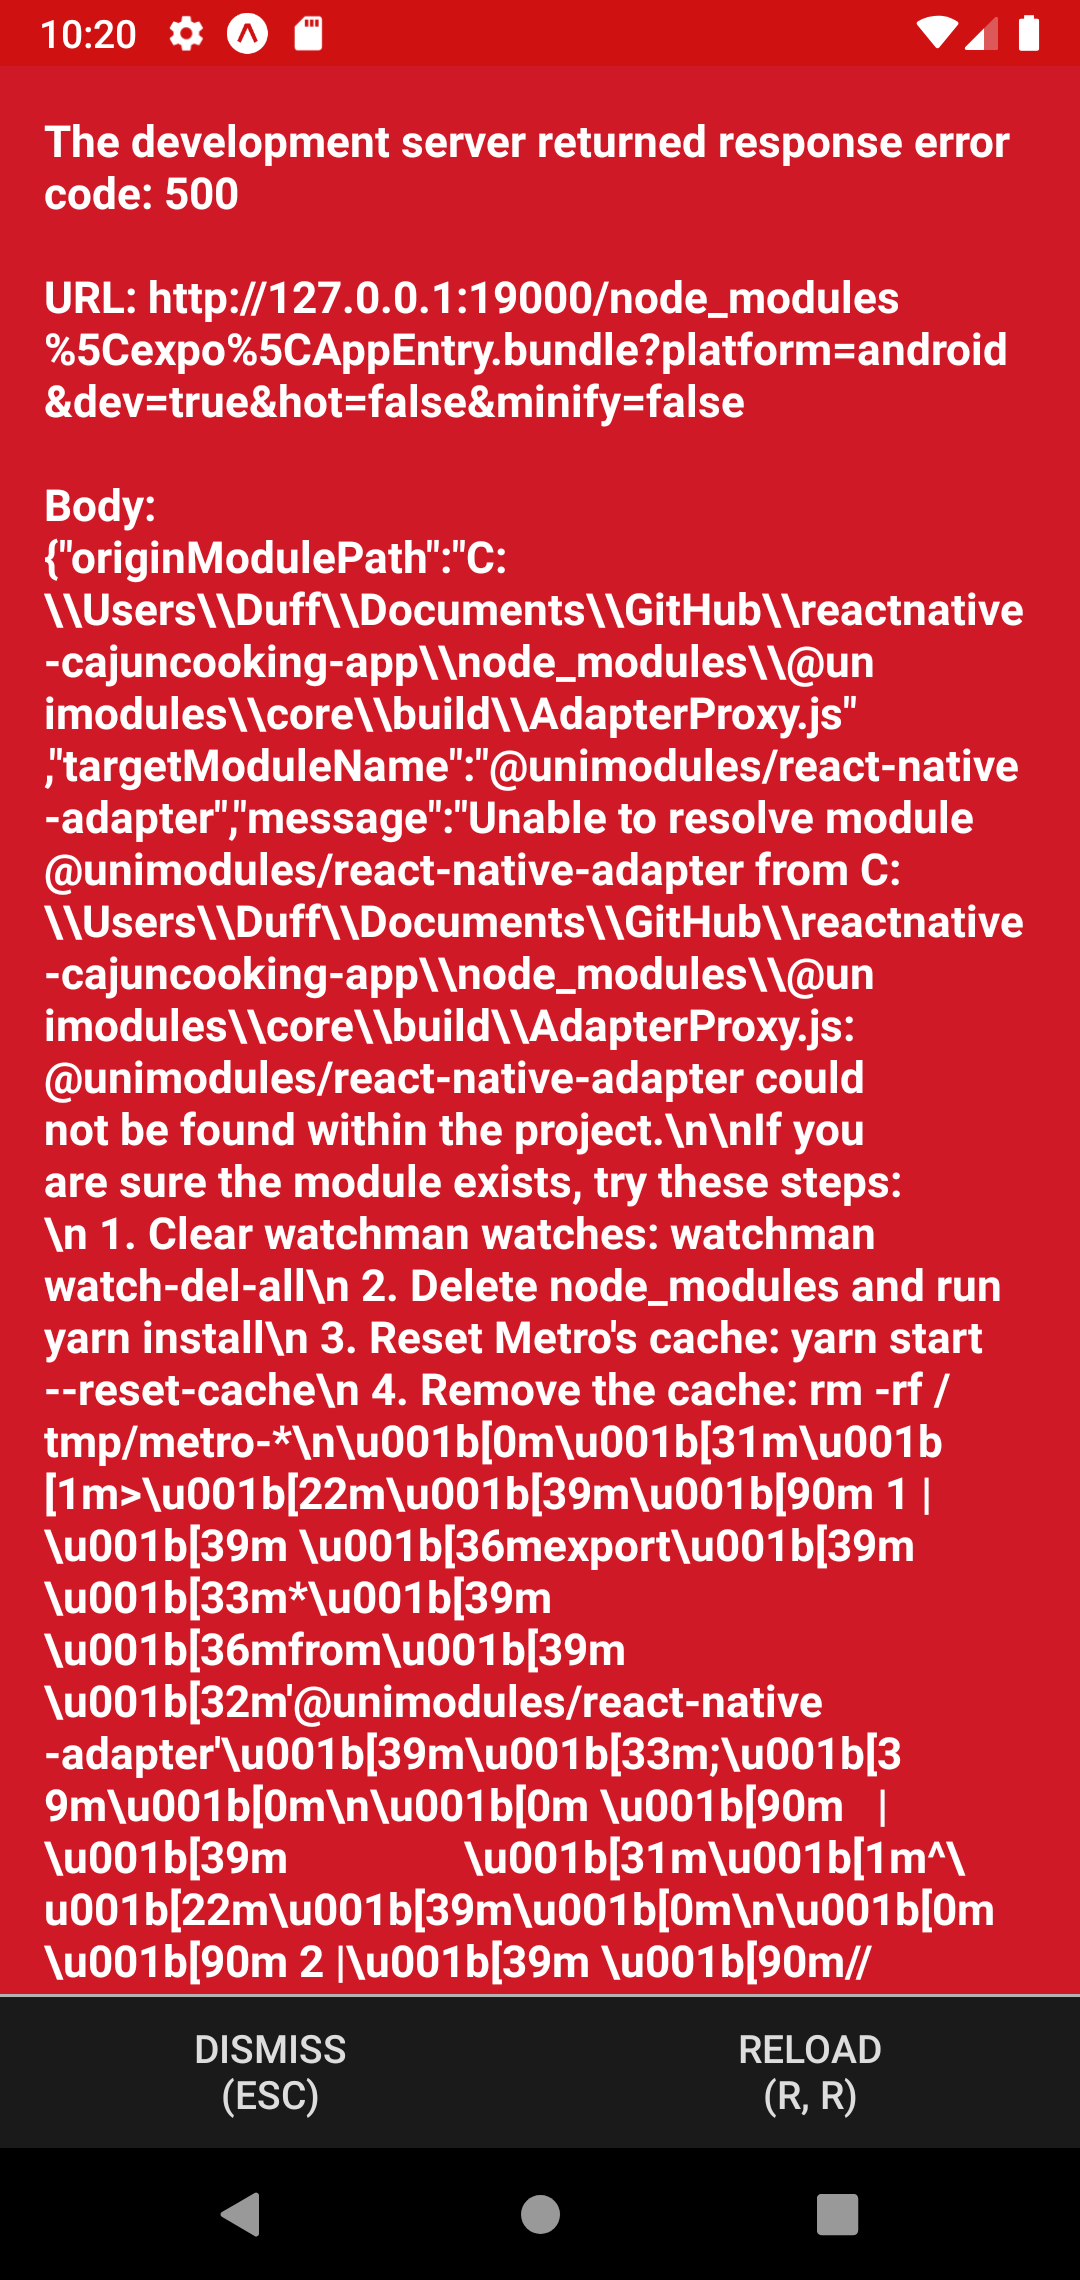 10:20
The development server returned response error
code: 500
URL: http://127.0.0.1:19000/node_modules
%5Cexpo%5CAppEntry.bundle?platform=android
&dev=true&hot=false&minify=false
Body:
{"originModulePath":"C:
\\Users\\Duff\\Documents\\GitHub\\reactnative
-cajuncooking-app\\node_modules\\@un
imodules\\core\\build\\AdapterProxy.js"
,"targetModuleName":"@unimodules/react-native
-adapter","message":"Unable to resolve module
@unimodules/react-native-adapter from C:
\\Users\\Duff\\Documents\\GitHub\\reactnative
-cajuncooking-app\\node_modules\\@un
imodules\\core\\build\\AdapterProxy.js:
@unimodules/react-native-adapter could
not be found within the project.\n\nIf you
are sure the module exists, try these steps:
\n 1. Clear watchman watches: watchman
watch-del-all\n 2. Delete node_modules and run
yarn install\n 3. Reset Metro's cache: yarn start
--reset-cache\n 4. Remove the cache: rm -rf /
tmp/metro-*\n\u001b[0m\u001b[31m\u001b
[1m>\u001b[22m\u001b[39m\u001b[90m 1 |
\u001b[39m \u001b[36mexport\u001b[39m
\u001b[33m*\u001b[39m
\u001b[36mfrom\u001b[39m
\u001b[32m'@unimodules/react-native
-adapter'\u001b[39m\u001b[33m;\u001b[3
9m\u001b[0m\n\u001b[0m \u001b[90m   |
\u001b[39m               \u001b[31m\u001b[1m^\
u001b[22m\u001b[39m\u001b[0m\n\u001b[0m
\u001b[90m 2 |\u001b[39m \u001b[90m//
DISMISS
(ESC)
RELOAD
(R, R)